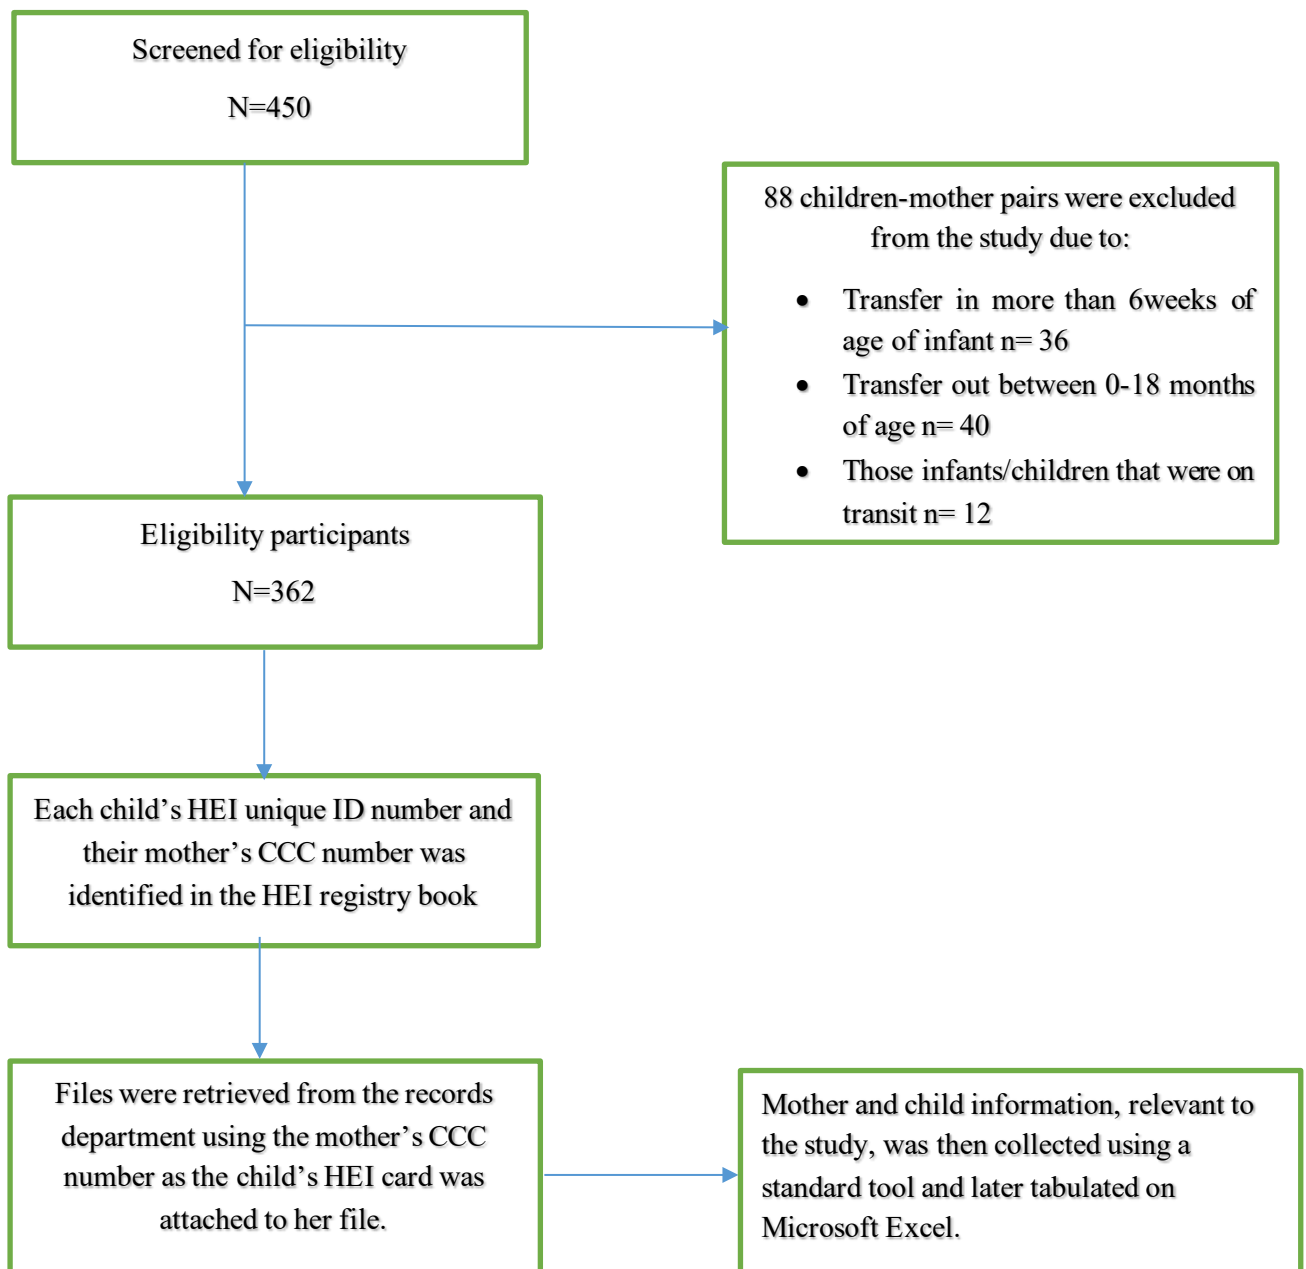 Screened for eligibility
N=450
88 children-mother pairs were excluded
from the study due to:
• Transfer in more than 6weeks of
age of infant n= 36
• Transfer out between 0-18 months
of age n= 40
• Those infants/children that were on
transit n= 12
Eligibility participants
N=362
Each child’s HEI unique ID number and
their mother’s CCC number was
identified in the HEI registry book
Files were retrieved from the records
department using the mother’s CCC
number as the child’s HEI card was
attached to her file.
Mother and child information, relevant to
the study, was then collected using a
standard tool and later tabulated on
Microsoft Excel.